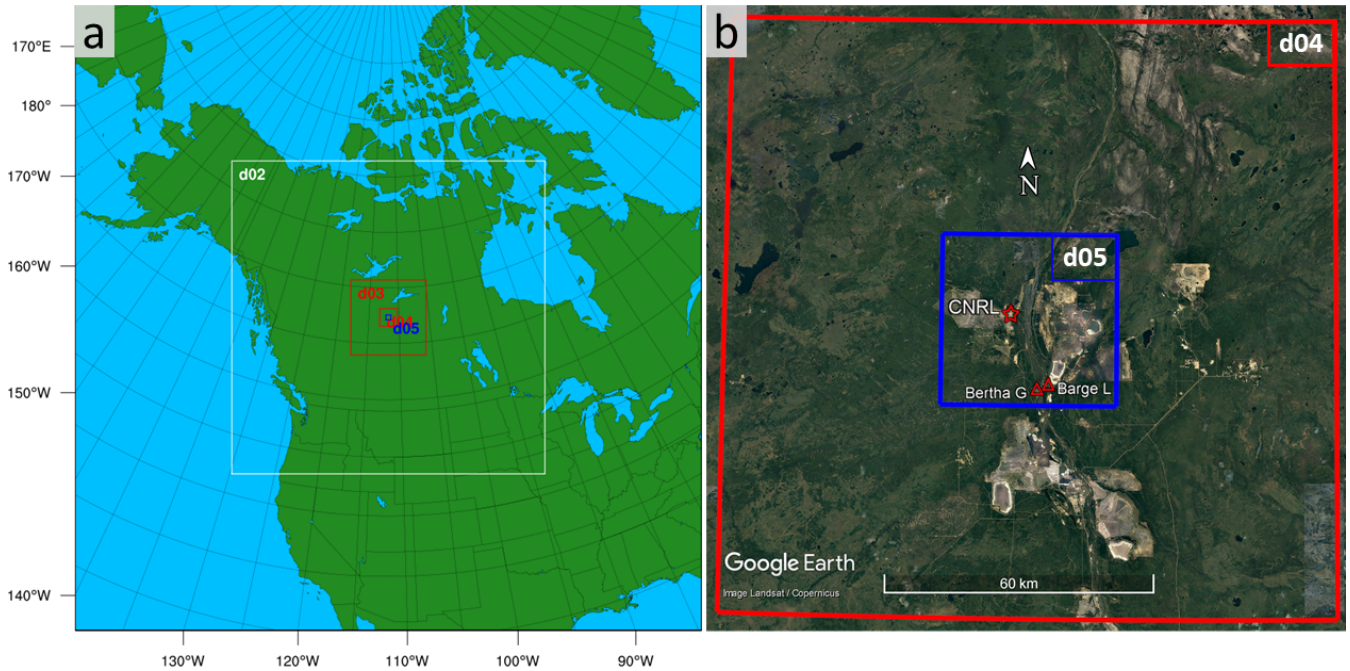 a
170°E
180°
170°W
160°W
150°W
140°W
130°W
120°W
110°W
100°W
90°W
d02
d03
d04
d05
b
d04
N
d05
CNRL
Bertha G
Barge L
Google Earth
60 km
Image Landsat / Copernicus